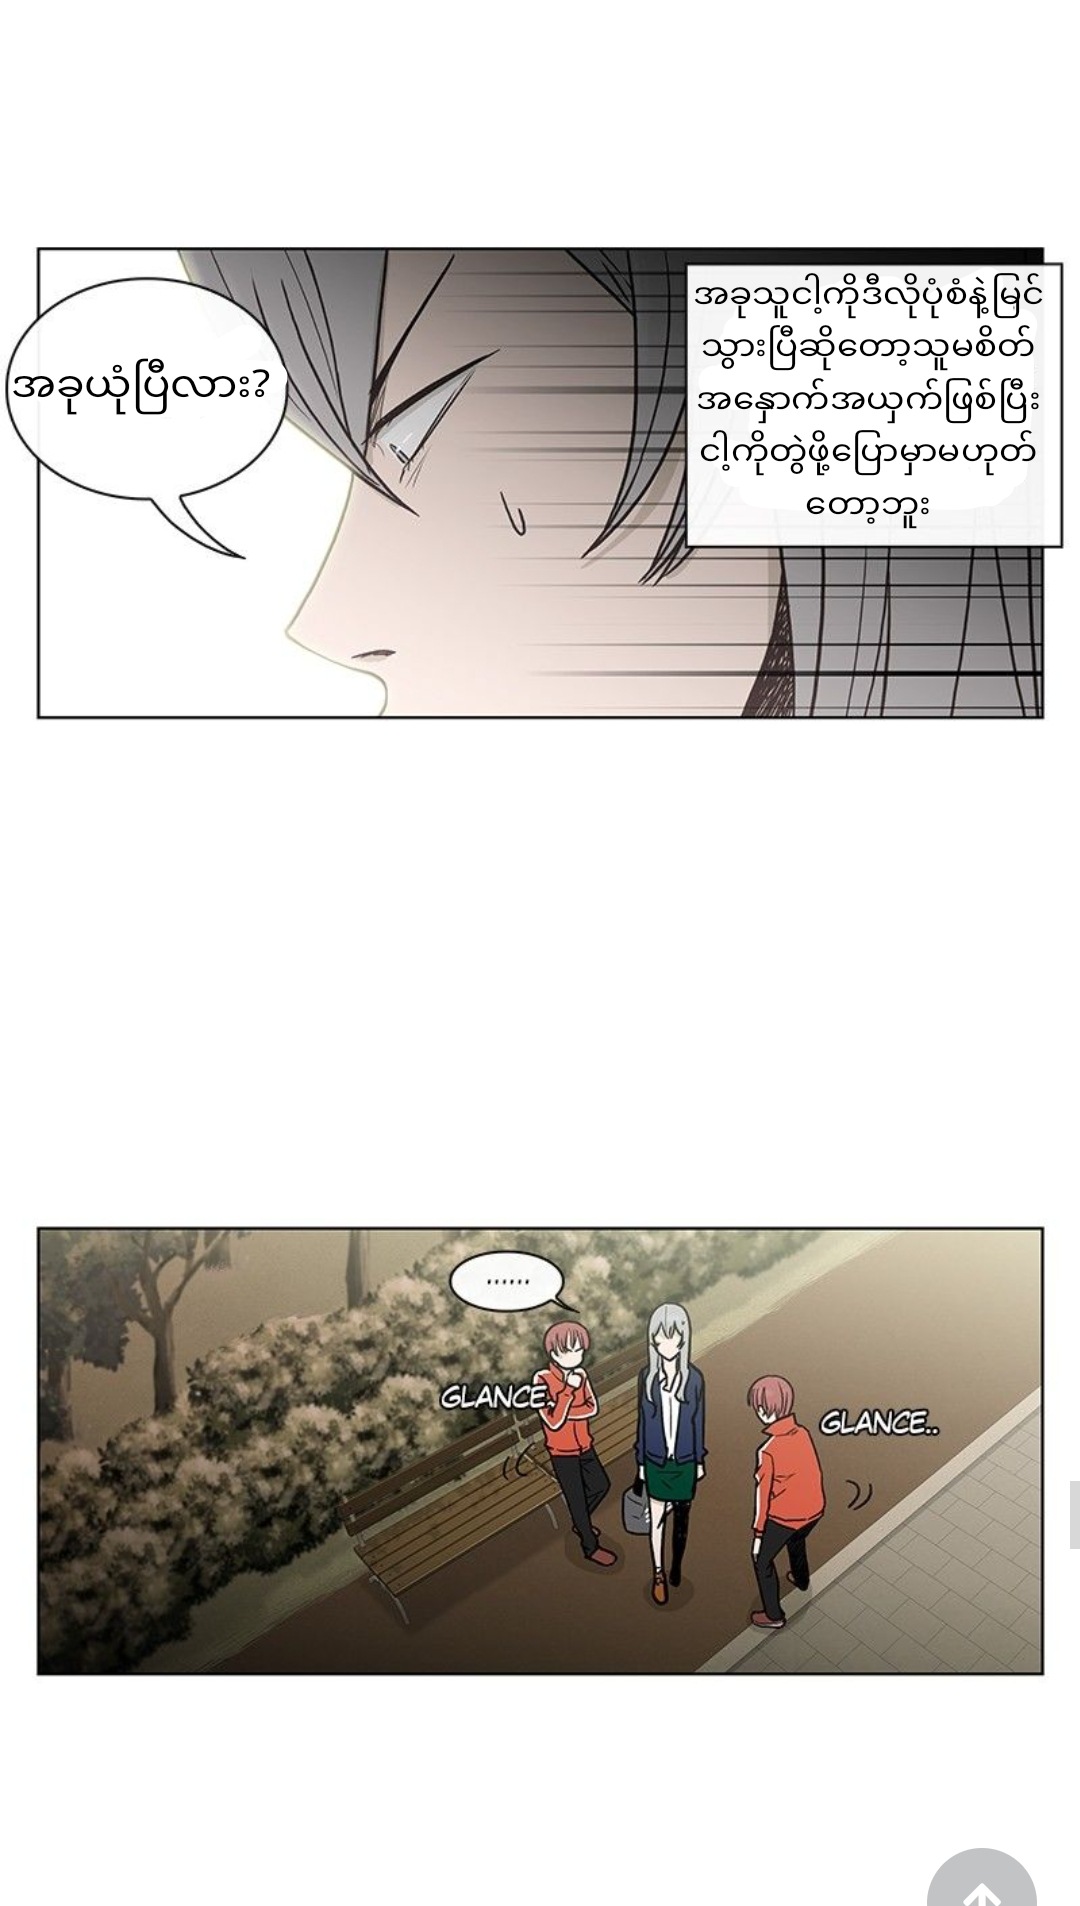 အခုယုံပြီလား?
အခုသူငါ့ကိုဒီလိုပုံစံနဲ့မြင်
သွားပြီဆိုတော့သူမစိတ်
အနှောက်အယှက်ဖြစ်ပြီး
ငါ့ကိုတွဲဖို့ပြောမှာမဟုတ်
တော့ဘူး
......
GLANCE..
GLANCE..